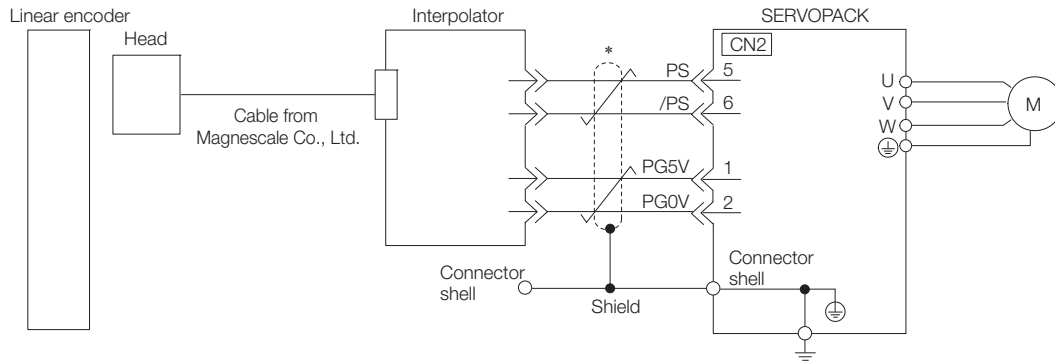 Linear encoder
Head
Cable from
Magnescale Co., Ltd.
Interpolator
*
SERVOPACK
CN2
PS 5
/PS 6
PG5V 1
PG0V 2
U
V
W
M
Connector
shell
Shield
Connector
shell